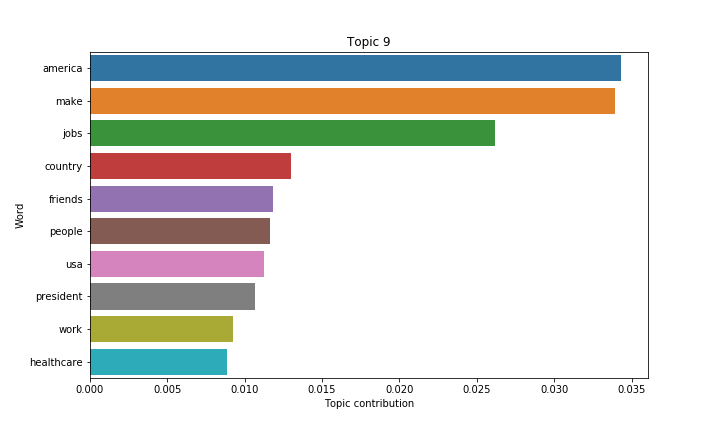 Topic 9
america
make
jobs
country
friends
people
usa
president
work
healthcare
Word
0.000 0.005 0.010 0.015 0.020 0.025 0.030 0.035
Topic contribution